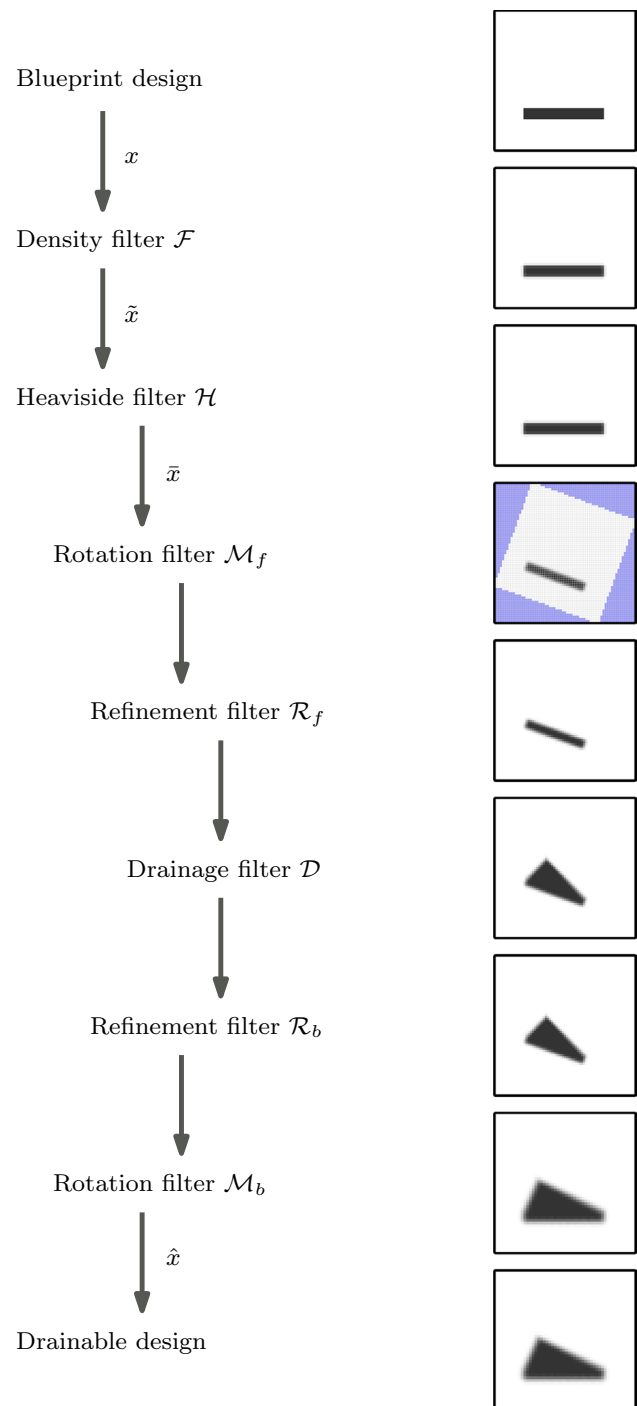 Blueprint design
x
Density filter ℱ
x̃
Heaviside filter ℋ
x̄
Rotation filter ℳ_f
Refinement filter ℛ_f
Drainage filter 𝒟
Refinement filter ℛ_b
Rotation filter ℳ_b
x̂
Drainable design